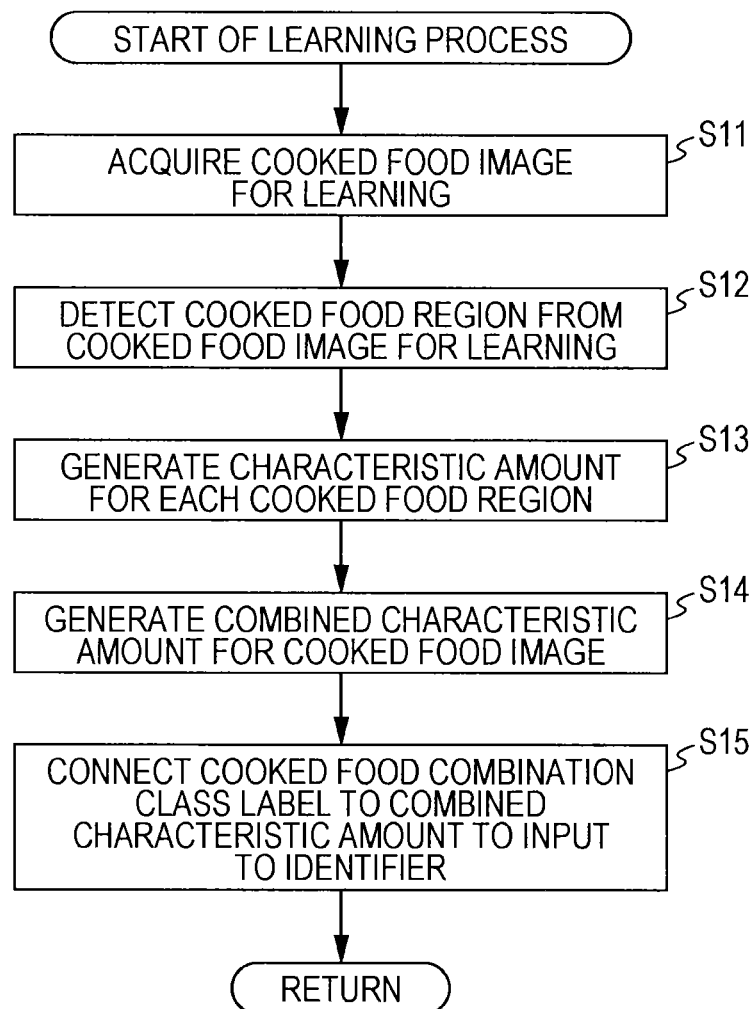 START OF LEARNING PROCESS
S11
ACQUIRE COOKED FOOD IMAGE
FOR LEARNING
S12
DETECT COOKED FOOD REGION FROM
COOKED FOOD IMAGE FOR LEARNING
S13
GENERATE CHARACTERISTIC AMOUNT
FOR EACH COOKED FOOD REGION
S14
GENERATE COMBINED CHARACTERISTIC
AMOUNT FOR COOKED FOOD IMAGE
S15
CONNECT COOKED FOOD COMBINATION
CLASS LABEL TO COMBINED
CHARACTERISTIC AMOUNT TO INPUT
TO IDENTIFIER
RETURN